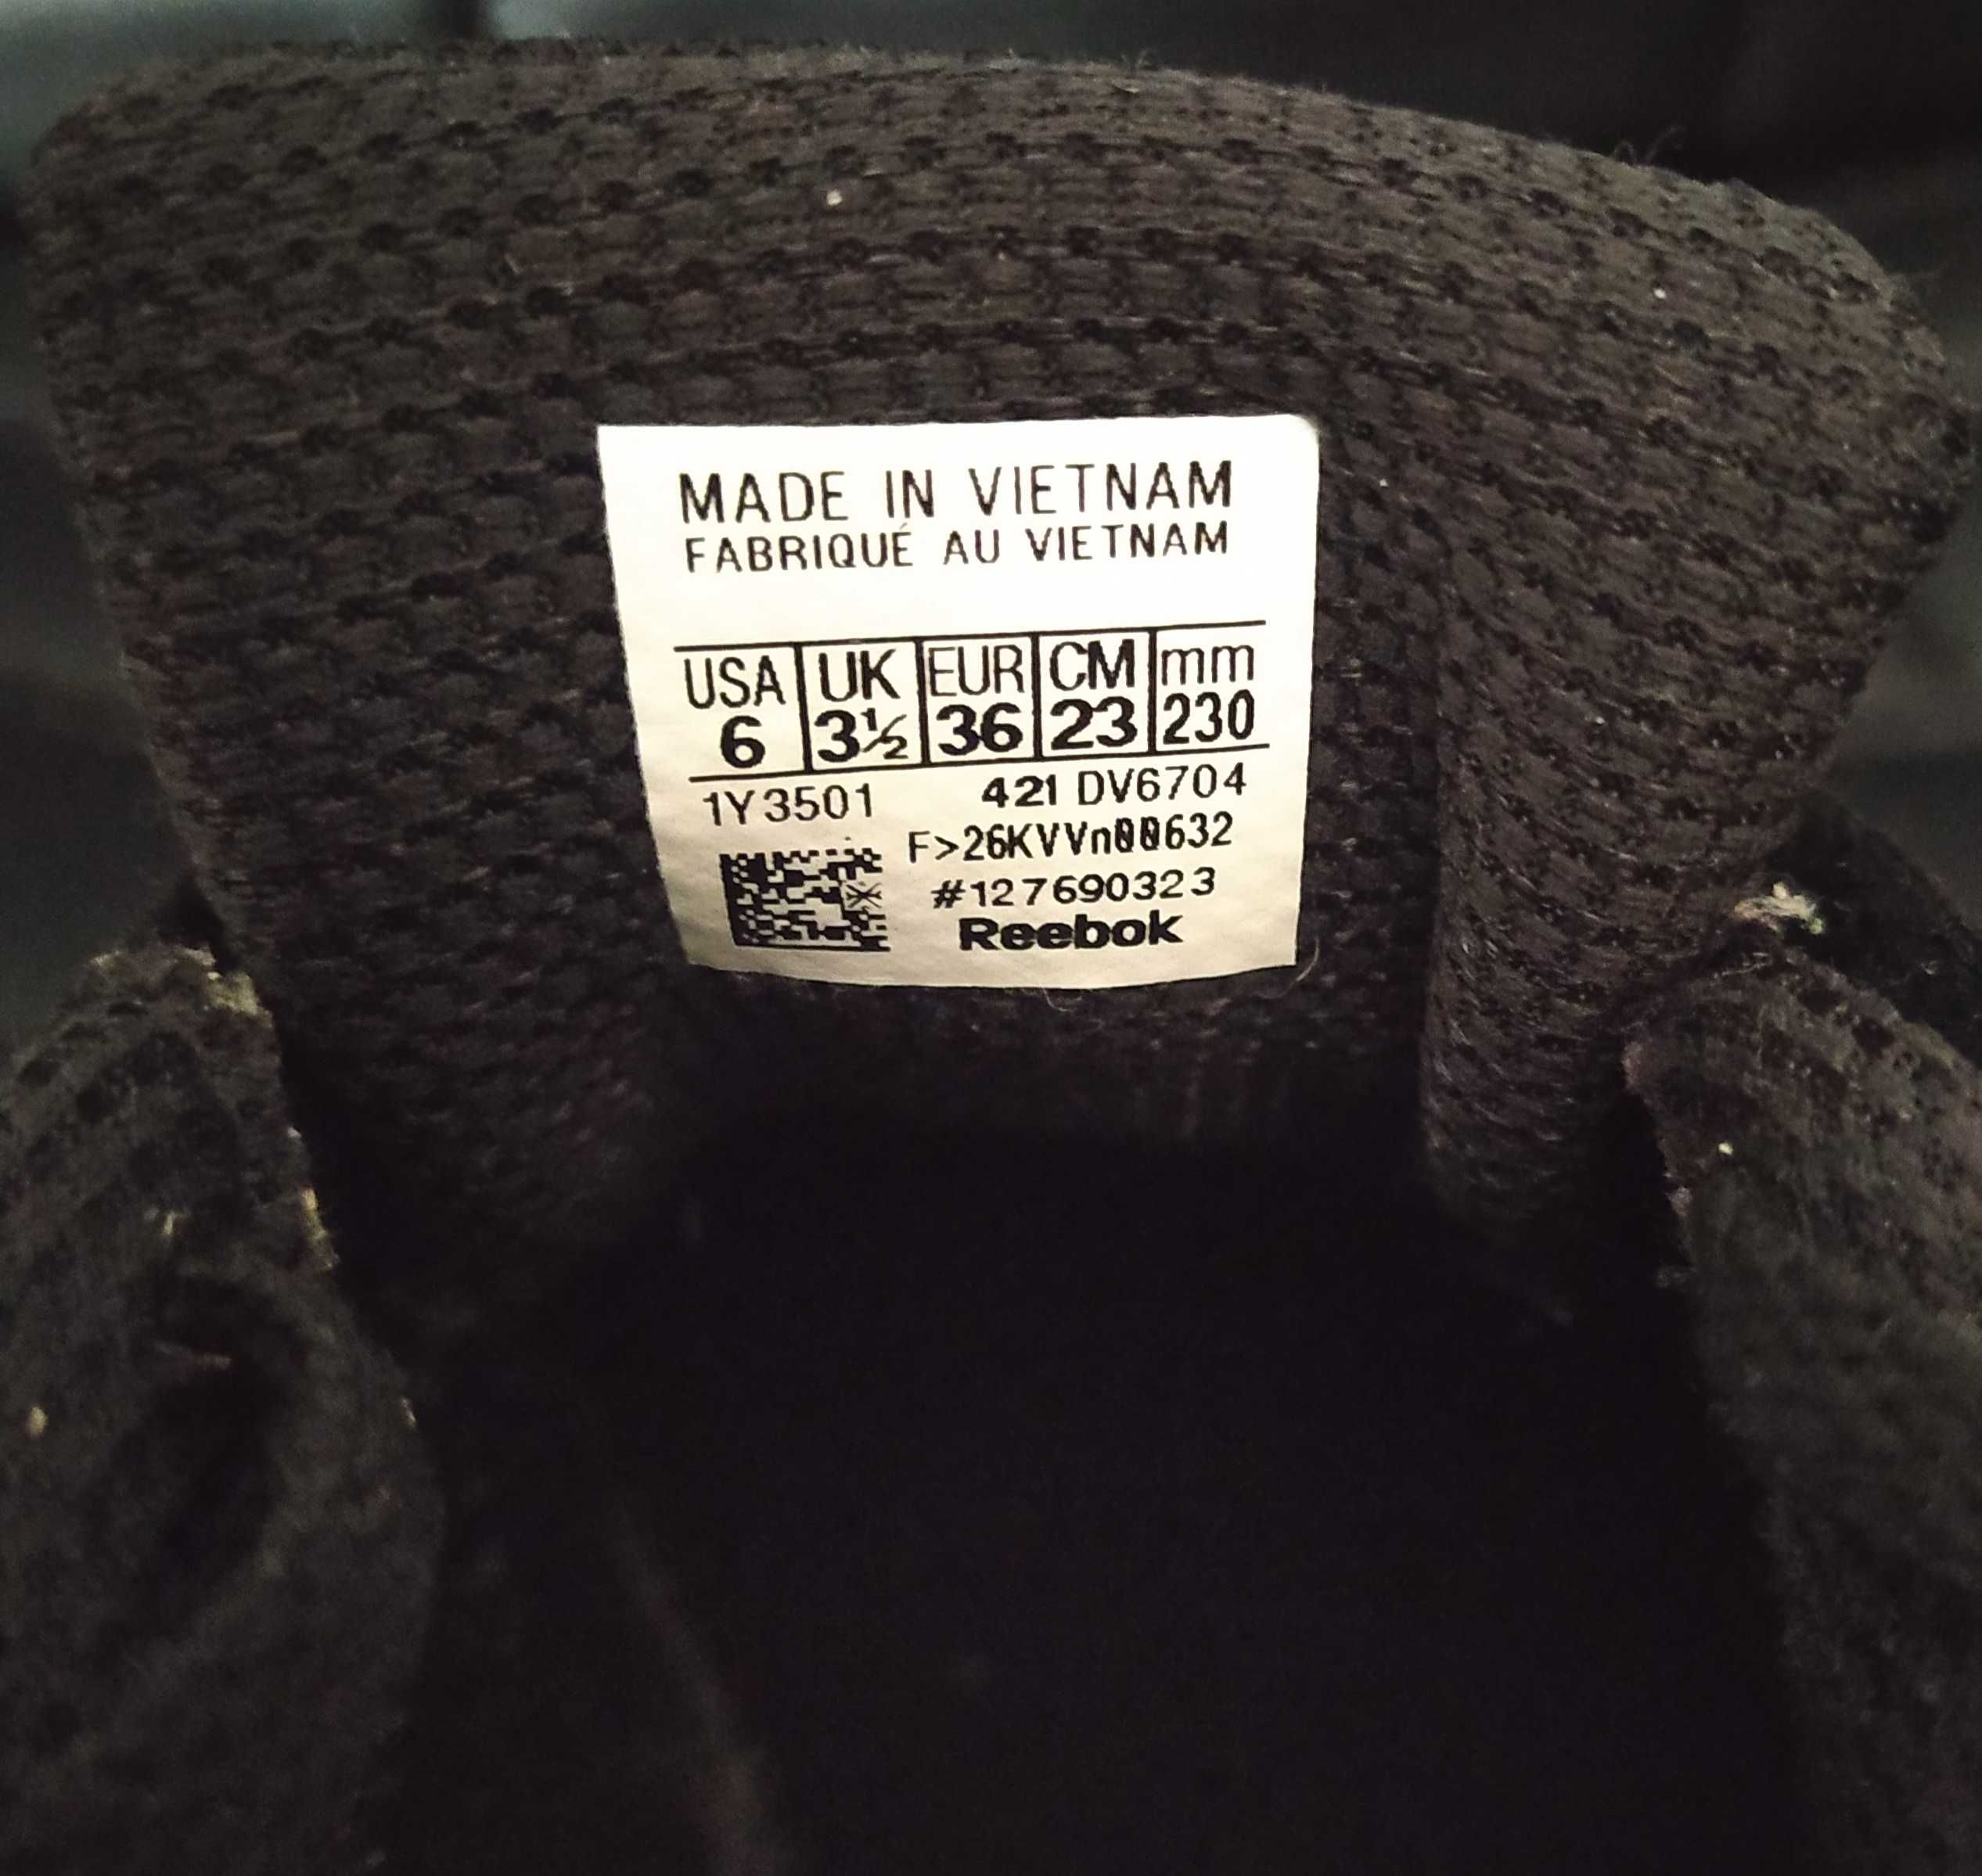 MADE IN VIETNAM
FABRIQUÉ AU VIETNAM
USA UK EUR CM mm
6 3½ 36 23 230
1Y3501 421 DV6704
F>26KVVn00632
#127690323
Reebok